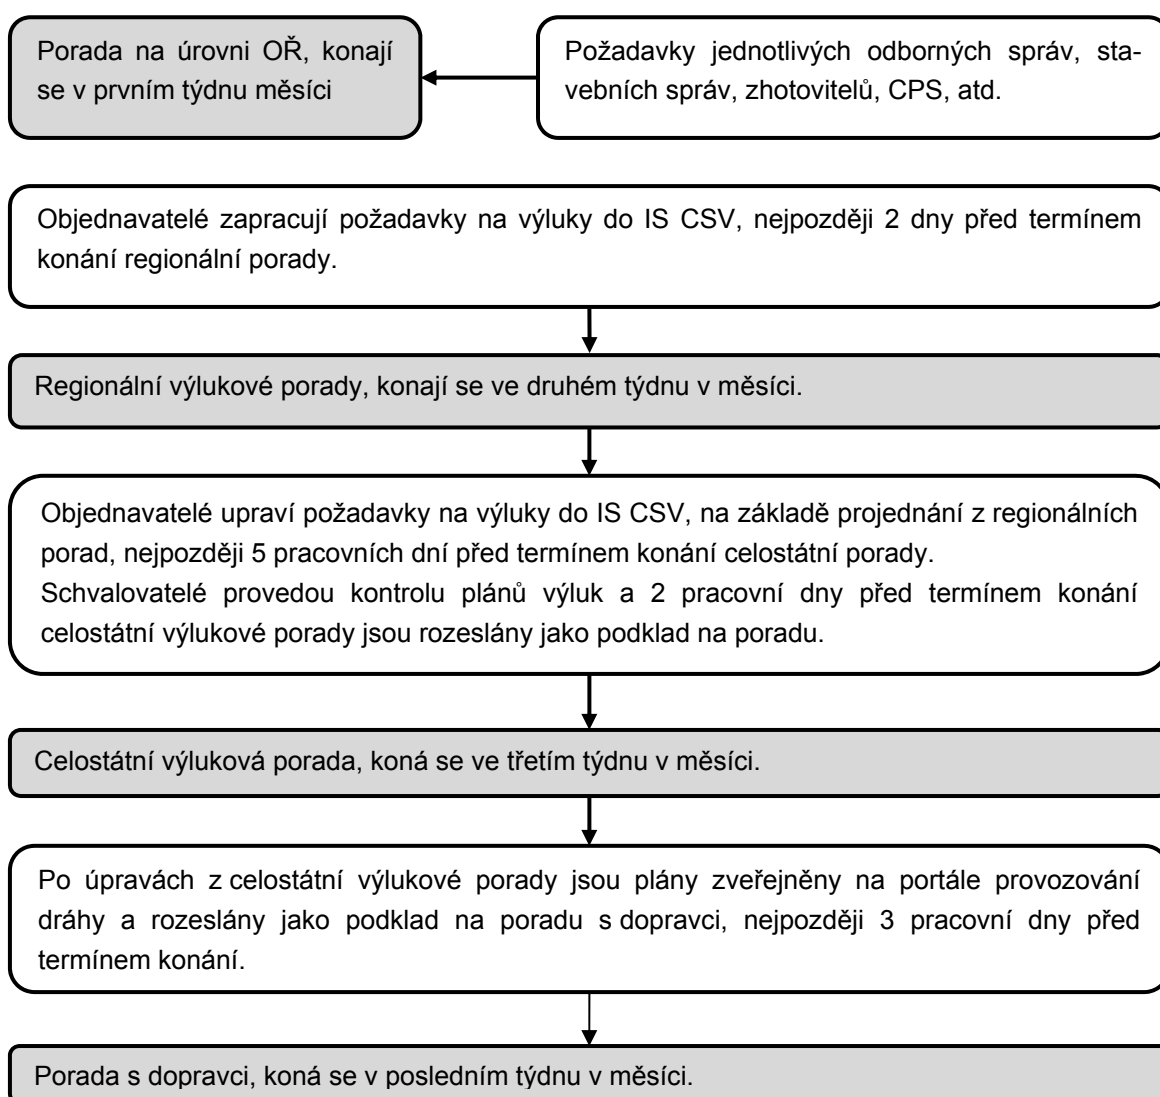 Porada na úrovni OŘ, konají
se v prvním týdnu měsíci
Požadavky jednotlivých odborných správ, sta-
vebních správ, zhotovitelů, CPS, atd.
Objednavatelé zapracují požadavky na výluky do IS CSV, nejpozději 2 dny před termínem
konání regionální porady.
Regionální výlukové porady, konají se ve druhém týdnu v měsíci.
Objednavatelé upraví požadavky na výluky do IS CSV, na základě projednání z regionálních
porad, nejpozději 5 pracovních dní před termínem konání celostátní porady.
Schvalovatelé provedou kontrolu plánů výluk a 2 pracovní dny před termínem konání
celostátní výlukové porady jsou rozeslány jako podklad na poradu.
Celostátní výluková porada, koná se ve třetím týdnu v měsíci.
Po úpravách z celostátní výlukové porady jsou plány zveřejněny na portále provozování
dráhy a rozeslány jako podklad na poradu s dopravci, nejpozději 3 pracovní dny před
termínem konání.
Porada s dopravci, koná se v posledním týdnu v měsíci.